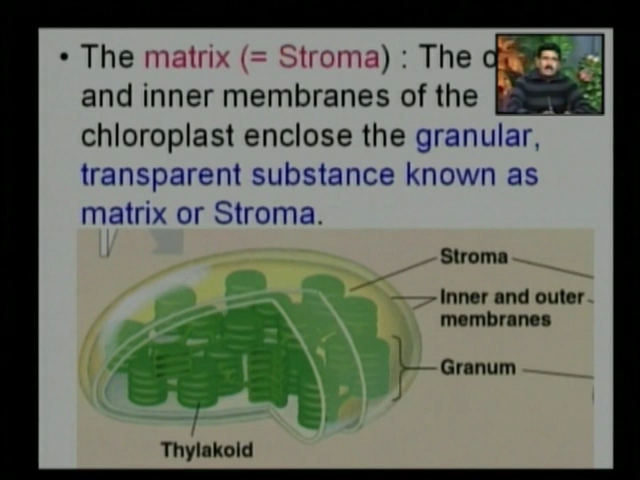 • The matrix (= Stroma) : The
and inner membranes of the
chloroplast enclose the granular,
transparent substance known as
matrix or Stroma.
Stroma
Inner and outer
membranes
Granum
Thylakoid